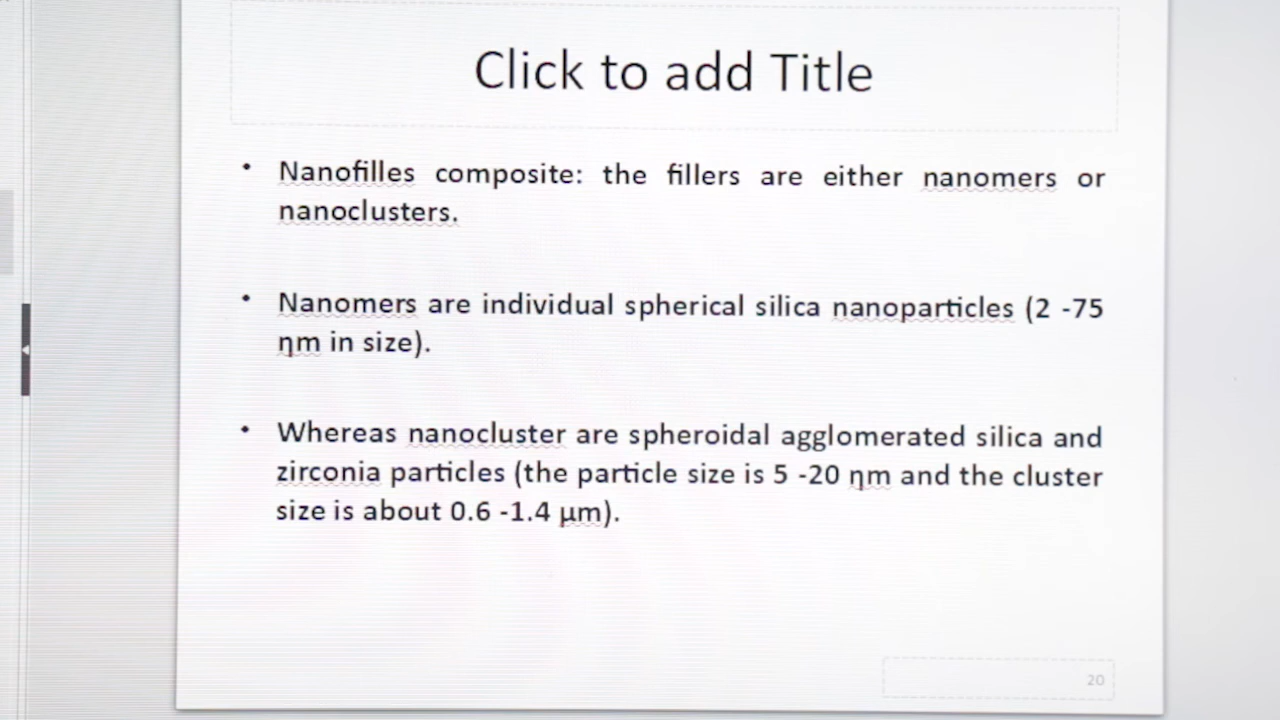 Click to add Title
• Nanofilles composite: the fillers are either nanomers or
nanoclusters.
• Nanomers are individual spherical silica nanoparticles (2 -75
ηm in size).
• Whereas nanocluster are spheroidal agglomerated silica and
zirconia particles (the particle size is 5 -20 ηm and the cluster
size is about 0.6 -1.4 μm).
20